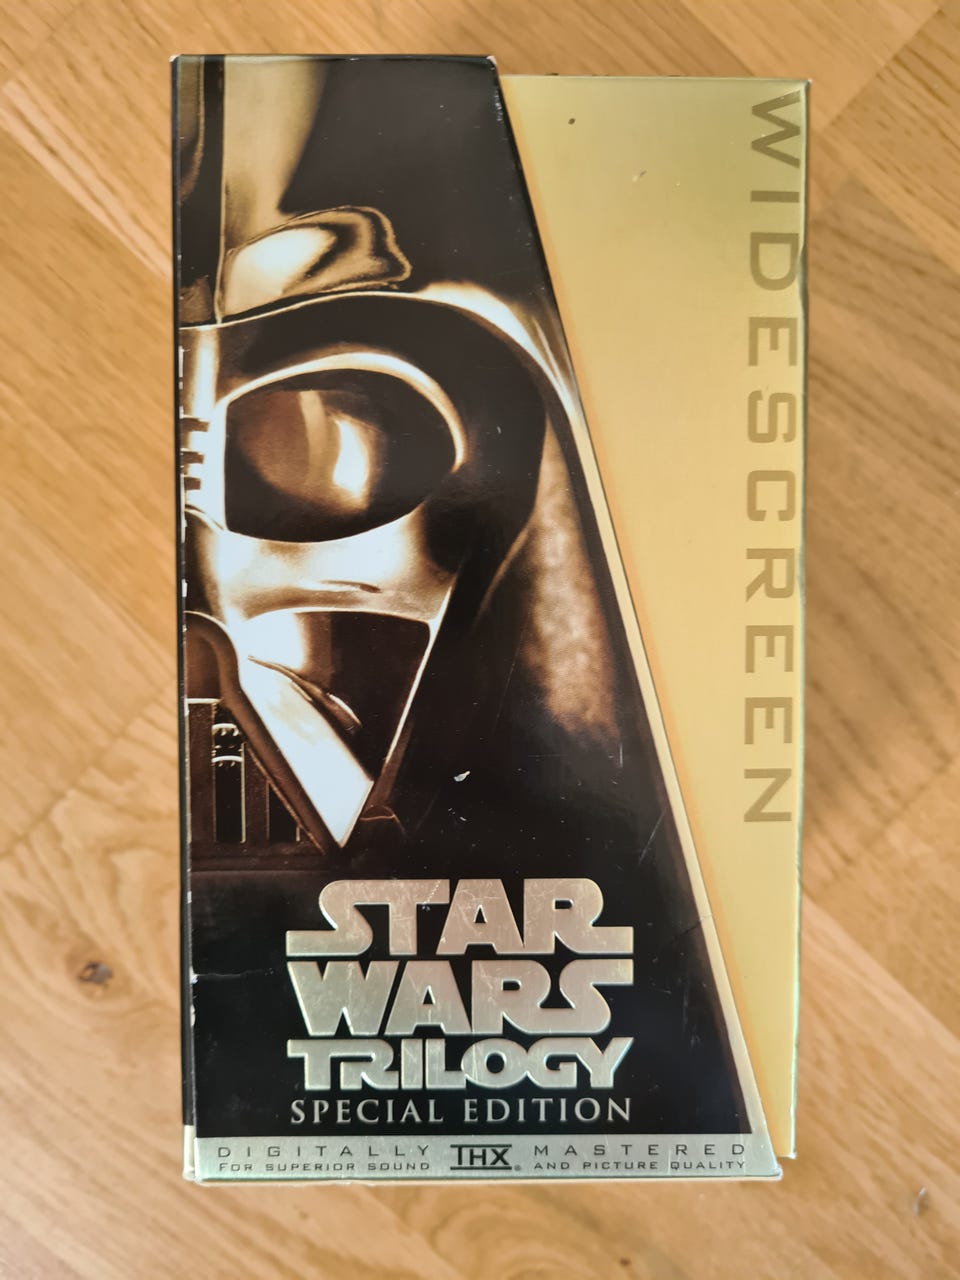 WIDESCREEN
STAR
WARS
TRILOGY
SPECIAL EDITION
DIGITALLY THX® MASTERED
FOR SUPERIOR SOUND AND PICTURE QUALITY